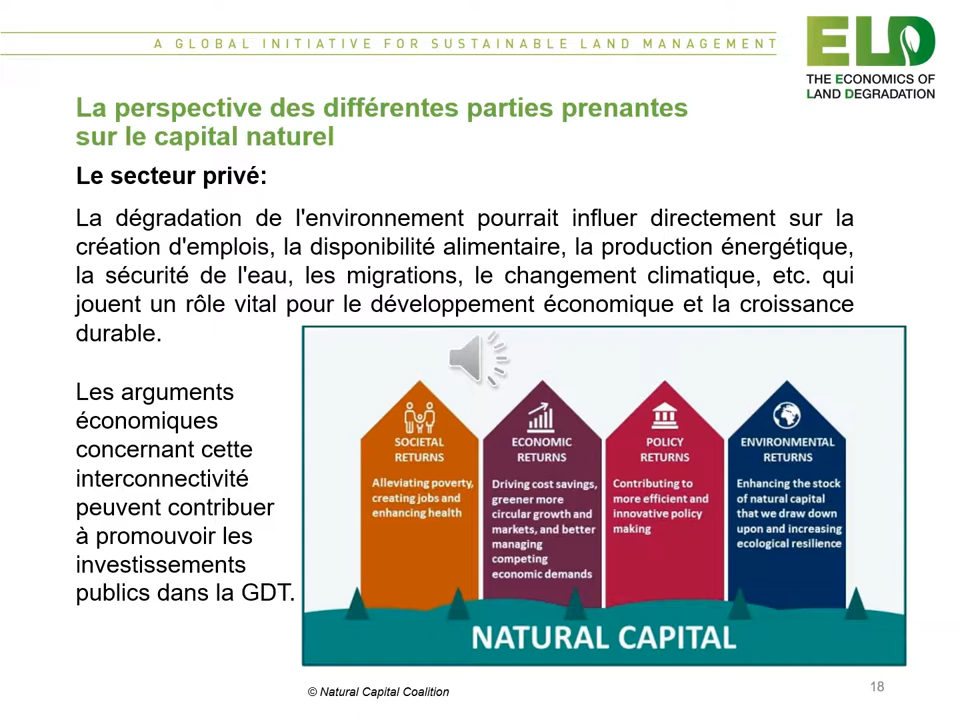 A GLOBAL INITIATIVE FOR SUSTAINABLE LAND MANAGEMENT
ELD
THE ECONOMICS OF
LAND DEGRADATION
La perspective des différentes parties prenantes
sur le capital naturel
Le secteur privé:
La dégradation de l'environnement pourrait influer directement sur la
création d'emplois, la disponibilité alimentaire, la production énergétique,
la sécurité de l'eau, les migrations, le changement climatique, etc. qui
jouent un rôle vital pour le développement économique et la croissance
durable.
Les arguments
économiques
concernant cette
interconnectivité
peuvent contribuer
à promouvoir les
investissements
publics dans la GDT.
SOCIETAL
RETURNS
Alleviating poverty,
creating jobs and
enhancing health
ECONOMIC
RETURNS
Driving cost savings,
greener more
circular growth and
markets, and better
managing
competing
economic demands
POLICY
RETURNS
Contributing to
more efficient and
innovative policy
making
ENVIRONMENTAL
RETURNS
Enhancing the stock
of natural capital
that we draw down
upon and increasing
ecological resilience
NATURAL CAPITAL
© Natural Capital Coalition
18